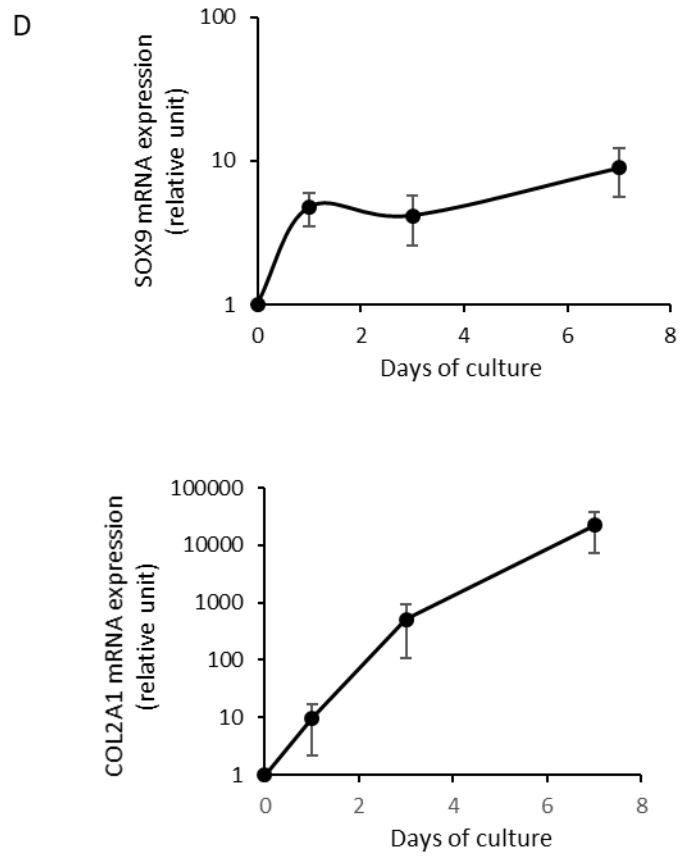 D
SOX9 mRNA expression
(relative unit)
100
10
1
0 2 4 6 8
Days of culture
COL2A1 mRNA expression
(relative unit)
100000
10000
1000
100
10
1
0 2 4 6 8
Days of culture